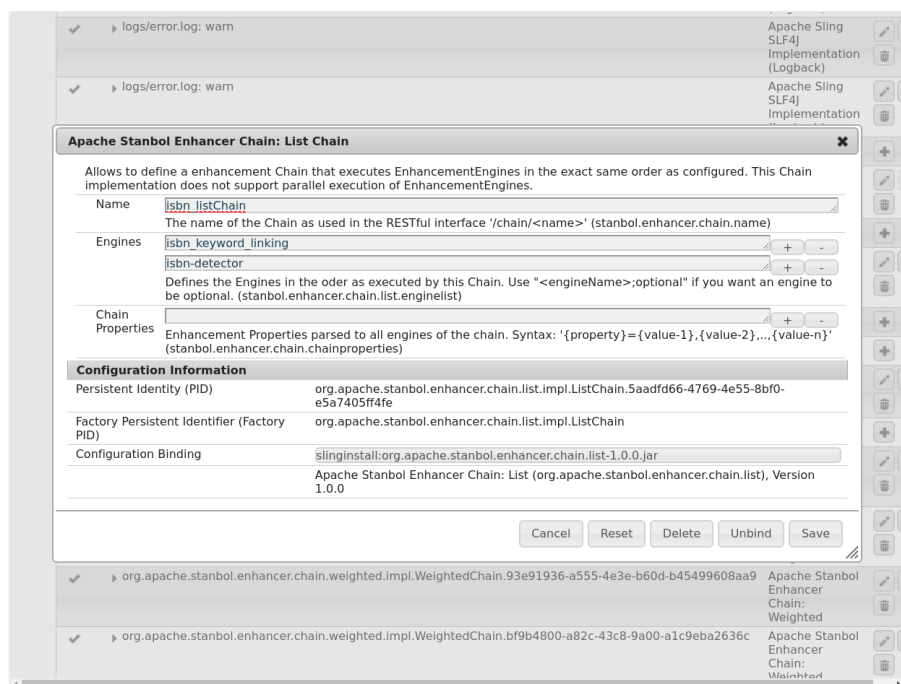 logs/error.log: warn
Apache Sling
SLF4J
Implementation
(Logback)
logs/error.log: warn
Apache Sling
SLF4J
Implementation
Apache Stanbol Enhancer Chain: List Chain
Allows to define a enhancement Chain that executes EnhancementEngines in the exact same order as configured. This Chain
implementation does not support parallel execution of EnhancementEngines.
Name
isbn_listChain
The name of the Chain as used in the RESTful interface '/chain/<name>' (stanbol.enhancer.chain.name)
Engines
isbn_keyword_linking
+ -
isbn-detector
+ -
Defines the Engines in the oder as executed by this Chain. Use "<engineName>;optional" if you want an engine to
be optional. (stanbol.enhancer.chain.list.enginelist)
Chain
Properties
+ -
Enhancement Properties parsed to all engines of the chain. Syntax: '{property}={value-1},{value-2},..,{value-n}'
(stanbol.enhancer.chain.chainproperties)
Configuration Information
Persistent Identity (PID)
org.apache.stanbol.enhancer.chain.list.impl.ListChain.5aadfd66-4769-4e55-8bf0-
e5a7405ff4fe
Factory Persistent Identifier (Factory
PID)
org.apache.stanbol.enhancer.chain.list.impl.ListChain
Configuration Binding
slinginstall:org.apache.stanbol.enhancer.chain.list-1.0.0.jar
Apache Stanbol Enhancer Chain: List (org.apache.stanbol.enhancer.chain.list), Version
1.0.0
Cancel Reset Delete Unbind Save
org.apache.stanbol.enhancer.chain.weighted.impl.WeightedChain.93e91936-a555-4e3e-b60d-b45499608aa9
Apache Stanbol
Enhancer
Chain:
Weighted
org.apache.stanbol.enhancer.chain.weighted.impl.WeightedChain.bf9b4800-a82c-43c8-9a00-a1c9eba2636c
Apache Stanbol
Enhancer
Chain:
Weighted